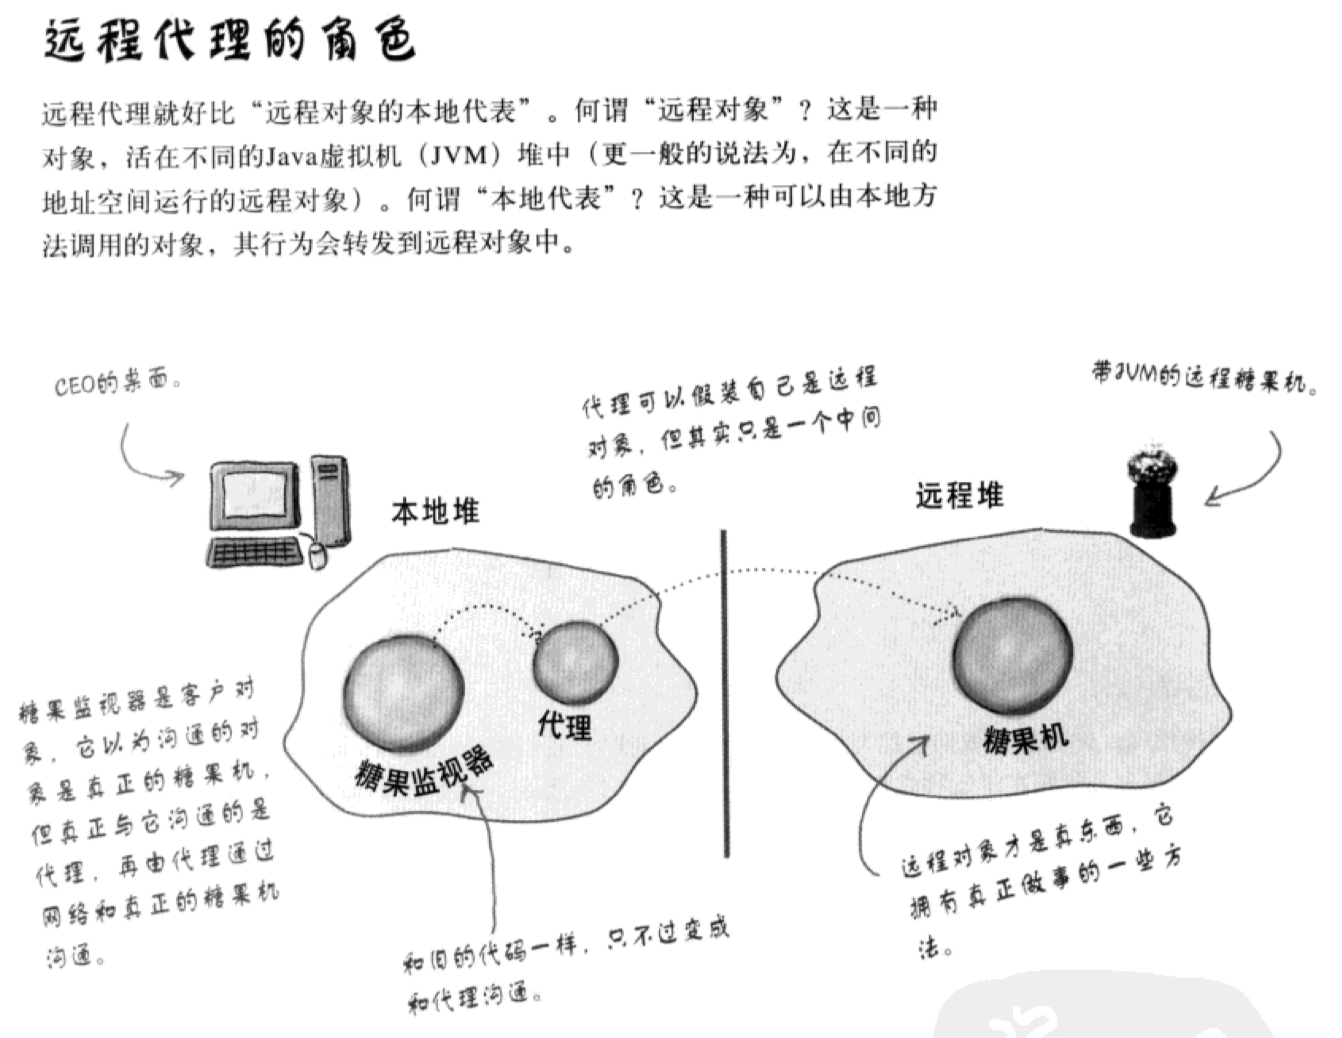 远程代理的角色
远程代理就好比“远程对象的本地代表”。何谓“远程对象”？这是一种
对象，活在不同的Java虚拟机（JVM）堆中（更一般的说法为，在不同的
地址空间运行的远程对象）。何谓“本地代表”？这是一种可以由本地方
法调用的对象，其行为会转发到远程对象中。
CEO的桌面。
代理可以假装自己是远程
对象，但其实只是一个中间
的角色。
带JVM的远程糖果机。
本地堆
远程堆
代理
糖果监视器
糖果机
糖果监视器是客户对
象，它以为沟通的对
象是真正的糖果机，
但真正与它沟通的是
代理，再由代理通过
网络和真正的糖果机
沟通。
和旧的代码一样，只不过变成
和代理沟通。
远程对象才是真东西，它
拥有真正做事的一些方
法。